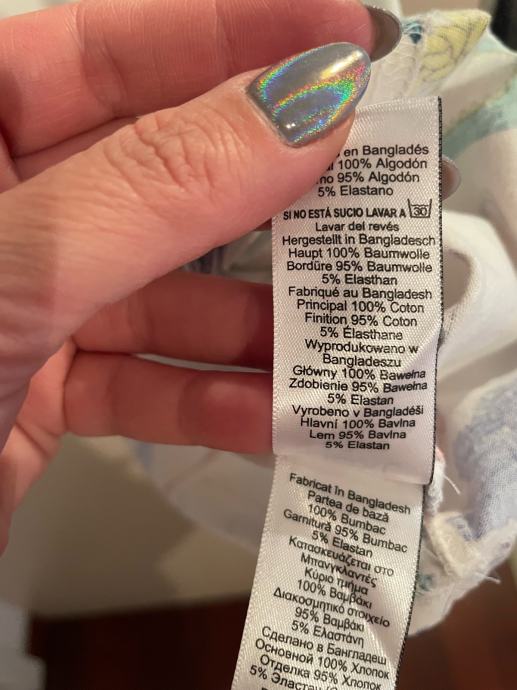 en Bangladés
100% Algodón
95% Algodón
5% Elastano
SI NO ESTÁ SUCIO LAVAR A 30
Lavar del revés
Hergestellt in Bangladesch
Haupt 100% Baumwolle
Bordüre 95% Baumwolle
5% Elasthan
Fabriqué au Bangladesh
Principal 100% Coton
Finition 95% Coton
5% Élasthane
Wyprodukowano w
Bangladeszu
Główny 100% Bawełna
Zdobienie 95% Bawełna
5% Elastan
Vyrobeno v Bangladéši
Hlavní 100% Bavlna
Lem 95% Bavlna
5% Elastan
Fabricat în Bangladesh
Partea de bază
100% Bumbac
Garnitură 95% Bumbac
5% Elastan
Κατασκευάζεται στο
Μπανγκλαντές
Κύριο τμήμα
100% Βαμβάκι
Διακοσμητικό στοιχείο
95% Βαμβάκι
5% Ελαστάνη
Сделано в Бангладеш
Основной 100% Хлопок
Отделка 95% Хлопок